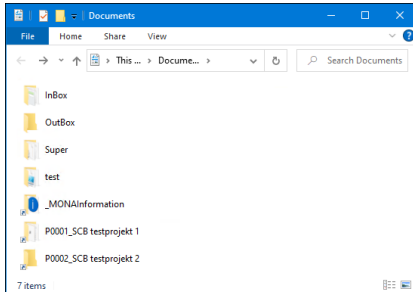 Documents
File Home Share View
This ... Docume...
Search Documents
InBox
OutBox
Super
test
_MONAInformation
P0001_SCB testprojekt 1
P0002_SCB testprojekt 2
7 items